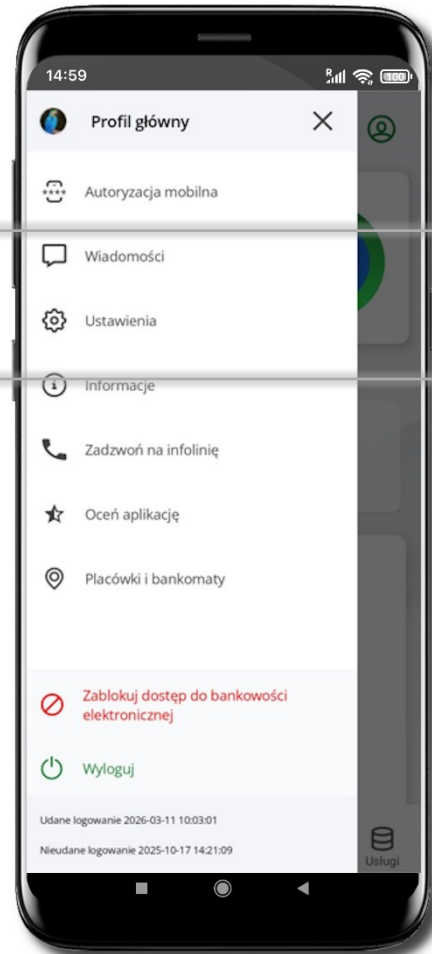 14:59
R
100
Profil główny
Autoryzacja mobilna
Wiadomości
Ustawienia
Informacje
Zadzwoń na infolinię
Oceń aplikację
Placówki i bankomaty
Zablokuj dostęp do bankowości
elektronicznej
Wyloguj
Udane logowanie 2026-03-11 10:03:01
Nieudane logowanie 2025-10-17 14:21:09
Usługi